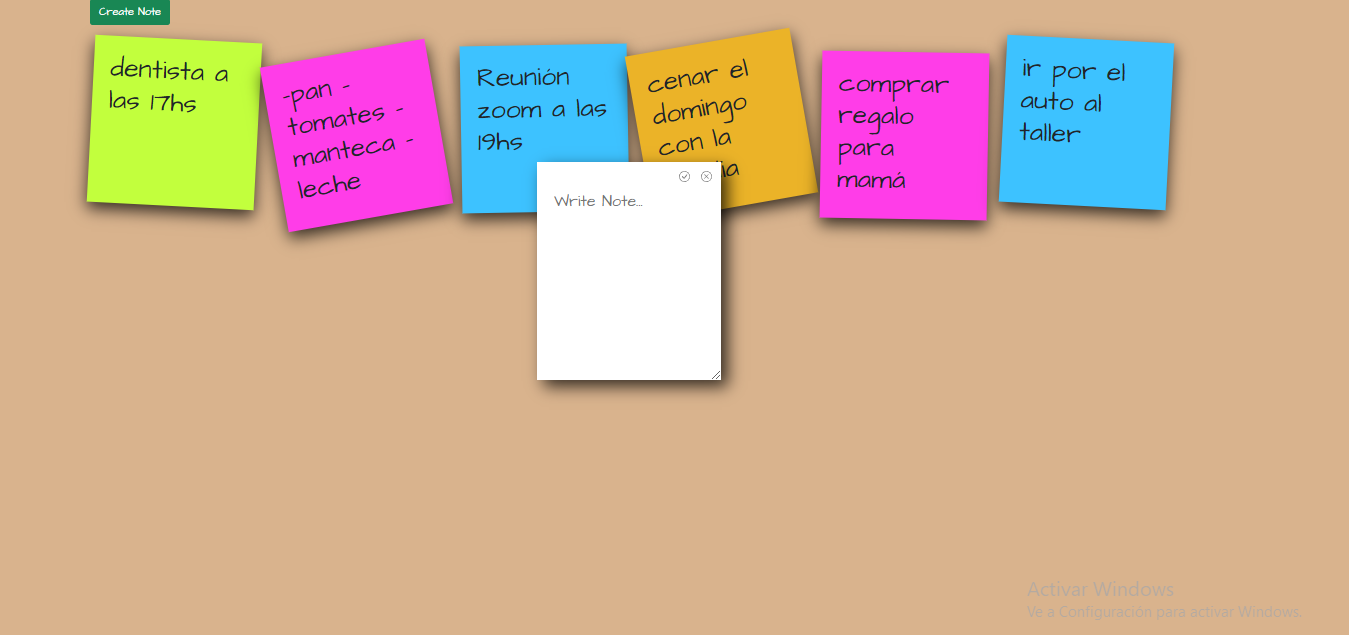 Create Note
dentista a
las 17hs
-pan -
tomates -
manteca -
leche
Reunión
zoom a las
19hs
cenar el
domingo
con la
comprar
regalo
para
mamá
ir por el
auto al
taller
Write Note...
Activar Windows
Ve a Configuración para activar Windows.